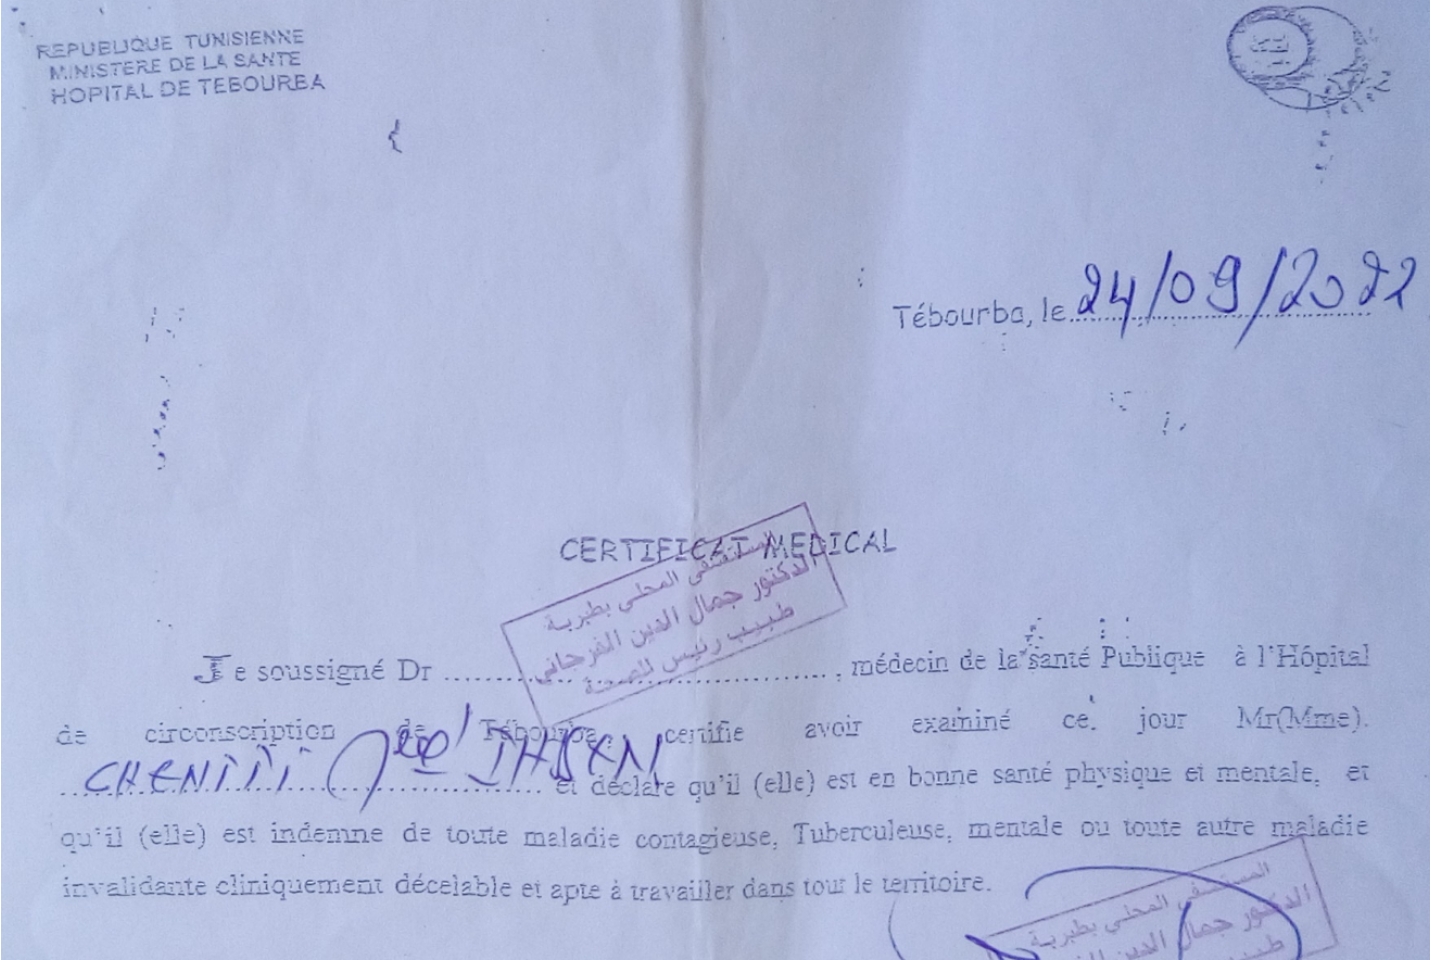 REPUBLIQUE TUNISIENNE
MINISTERE DE LA SANTE
HOPITAL DE TEBOURBA
Tébourba, le 24/09/2022
CERTIFICAT MEDICAL
المستشفى المحلي بطبربة
الدكتور جمال الدين الفرحاني
طبيب رئيس للصحة
Je soussigné Dr ................................................, médecin de la santé Publique à l'Hôpital
de circonscription de Tébourba, certifie avoir examiné ce jour Mr(Mme).
CHENITI IHSEN et déclare qu'il (elle) est en bonne santé physique et mentale, et
qu'il (elle) est indemne de toute maladie contagieuse, Tuberculeuse, mentale ou toute autre maladie
invalidante cliniquement décelable et apte à travailler dans tout le territoire.
المستشفى المحلي بطبربة
الدكتور جمال الدين